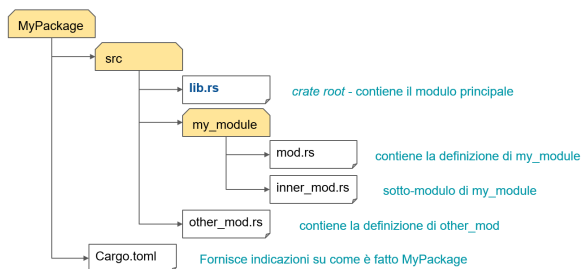 MyPackage
src
lib.rs
crate root - contiene il modulo principale
my_module
mod.rs
contiene la definizione di my_module
inner_mod.rs
sotto-modulo di my_module
other_mod.rs
contiene la definizione di other_mod
Cargo.toml
Fornisce indicazioni su come è fatto MyPackage